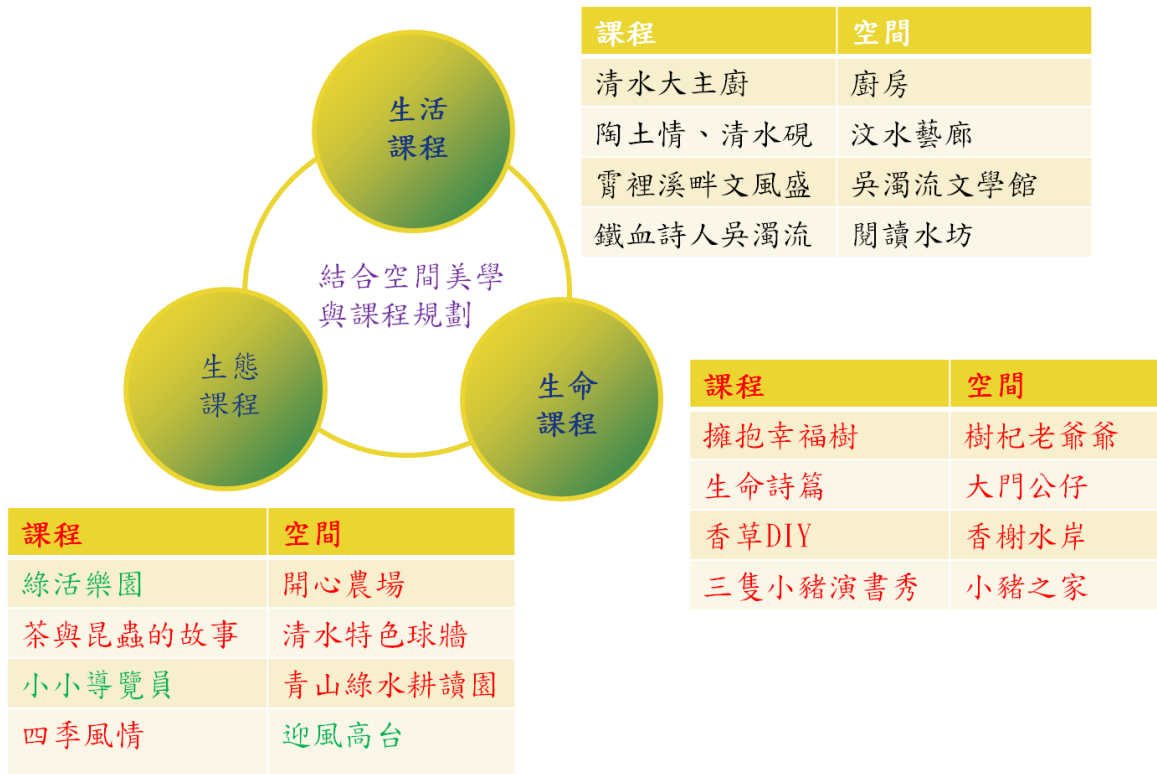 生活
課程
結合空間美學
與課程規劃
生態
課程
生命
課程
課程 空間
清水大主廚 廚房
陶土情、清水硯 汶水藝廊
霄裡溪畔文風盛 吳濁流文學館
鐵血詩人吳濁流 閱讀水坊
課程 空間
擁抱幸福樹 樹杞老爺爺
生命詩篇 大門公仔
香草DIY 香榭水岸
三隻小豬演書秀 小豬之家
課程 空間
綠活樂園 開心農場
茶與昆蟲的故事 清水特色球牆
小小導覽員 青山綠水耕讀園
四季風情 迎風高台